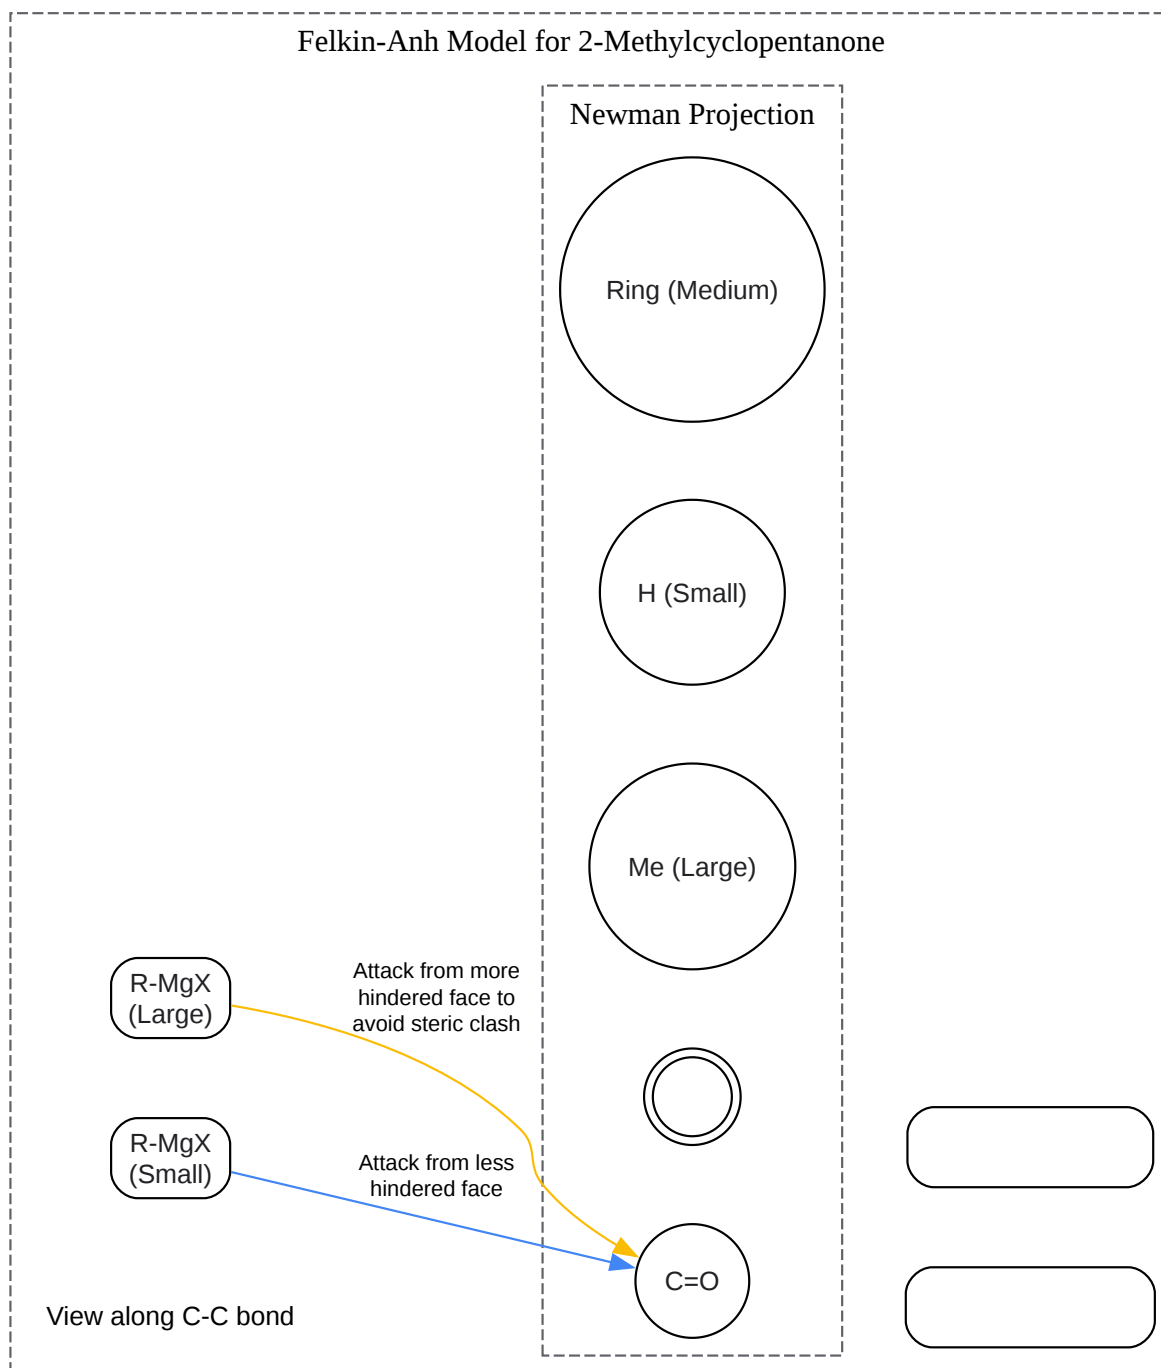 Felkin-Anh Model for 2-Methylcyclopentanone
Newman Projection
Ring (Medium)
H (Small)
Me (Large)
R-MgX
(Large)
Attack from more
hindered face to
avoid steric clash
R-MgX
(Small)
Attack from less
hindered face
C=O
View along C-C bond